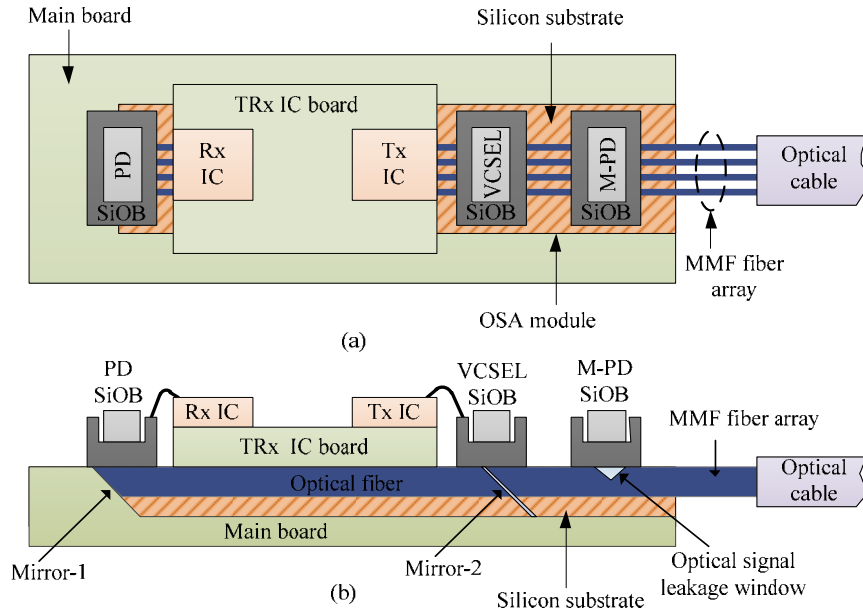 Main board
Silicon substrate
TRx IC board
PD
SiOB
Rx
IC
Tx
IC
VCSEL
SiOB
M-PD
SiOB
Optical
cable
MMF fiber
array
OSA module
(a)
PD
SiOB
VCSEL
SiOB
M-PD
SiOB
Rx IC
Tx IC
MMF fiber array
TRx IC board
Optical fiber
Optical
cable
Main board
Mirror-1
Mirror-2
Silicon substrate
Optical signal
leakage window
(b)